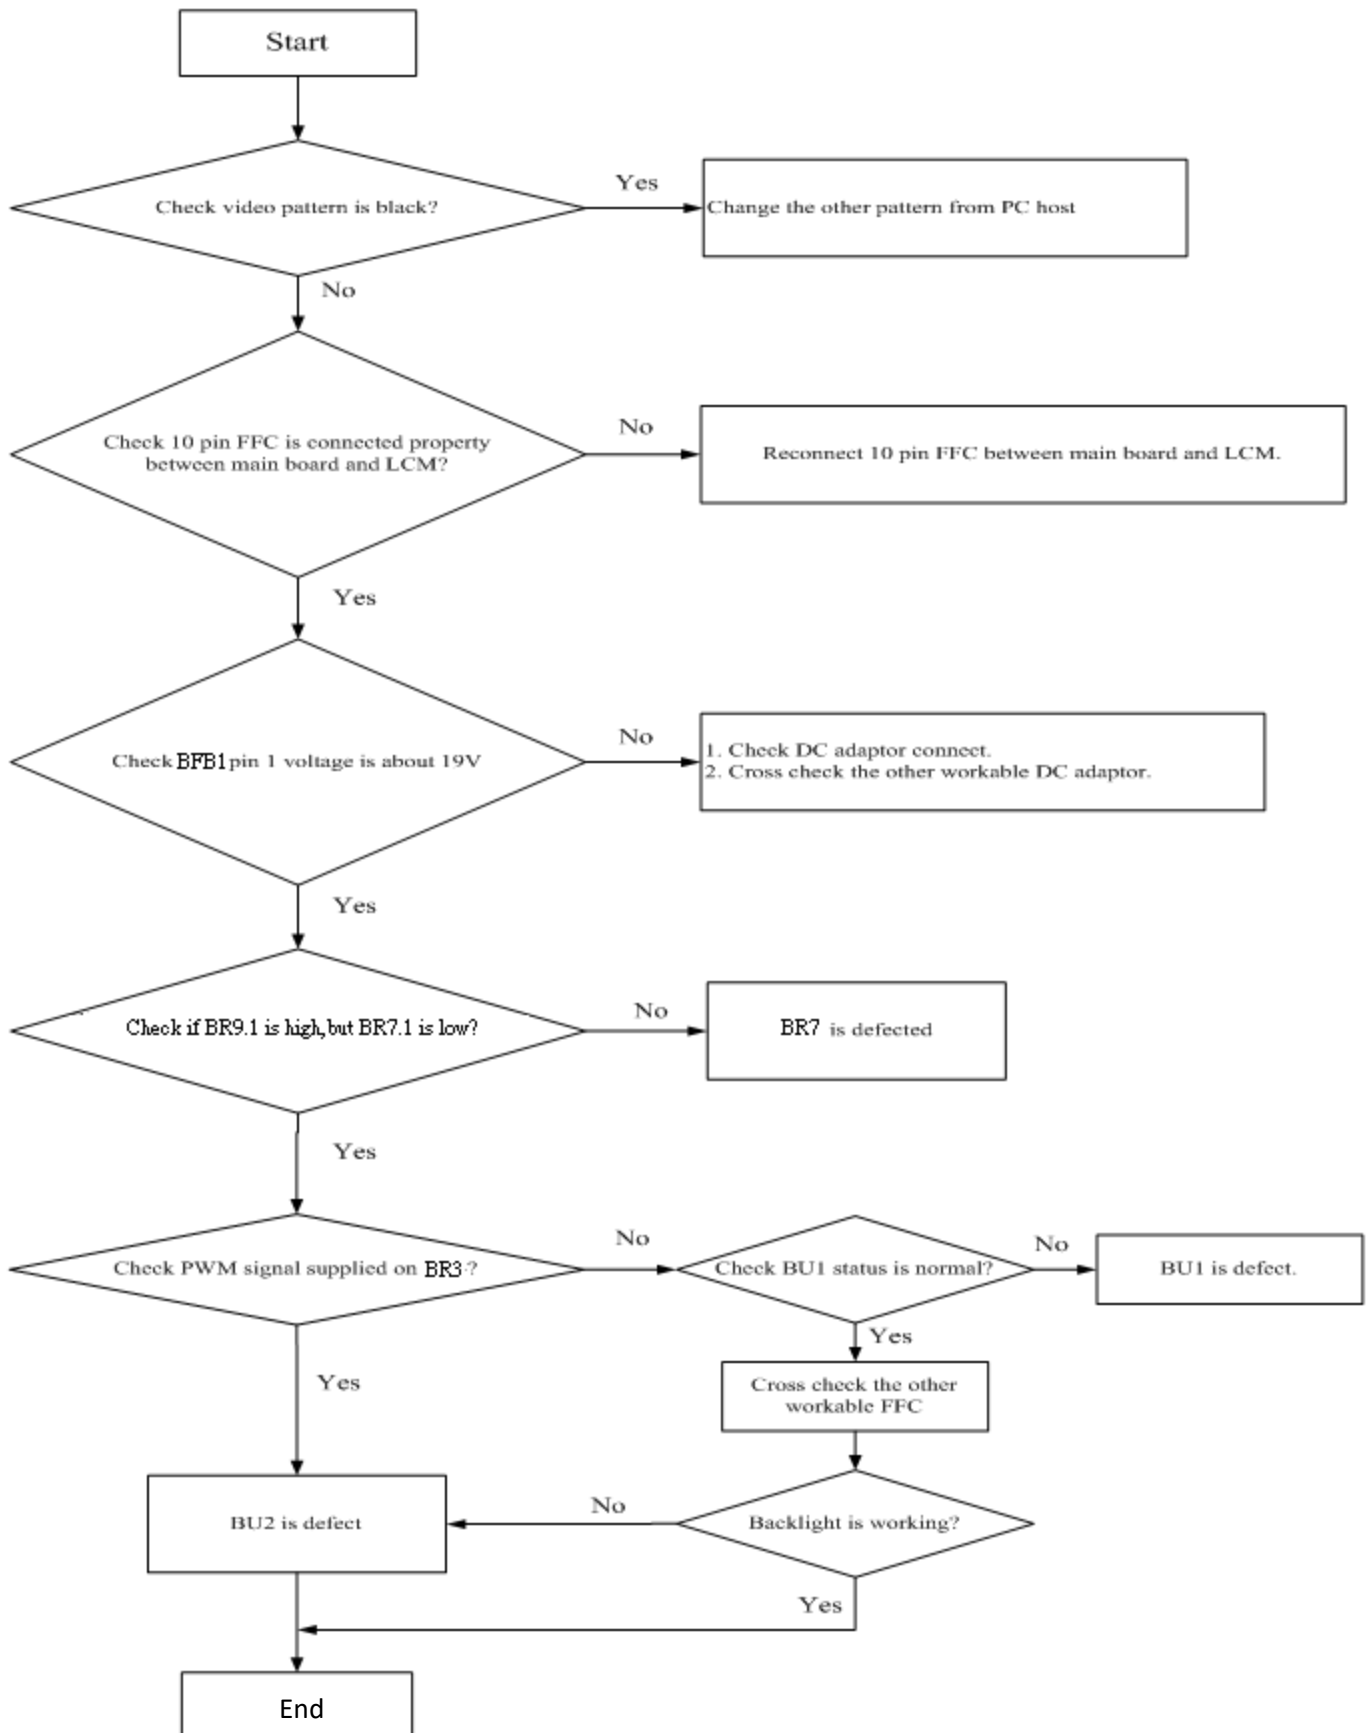 Start
Check video pattern is black?
Yes
Change the other pattern from PC host
No
Check 10 pin FFC is connected property
between main board and LCM?
No
Reconnect 10 pin FFC between main board and LCM.
Yes
Check BFB1 pin 1 voltage is about 19V
No
1. Check DC adaptor connect.
2. Cross check the other workable DC adaptor.
Yes
Check if BR9.1 is high, but BR7.1 is low?
No
BR7 is defected
Yes
Check PWM signal supplied on BR3 ?
No
Check BU1 status is normal?
No
BU1 is defect.
Yes
Cross check the other
workable FFC
Yes
BU2 is defect
No
Backlight is working?
Yes
End